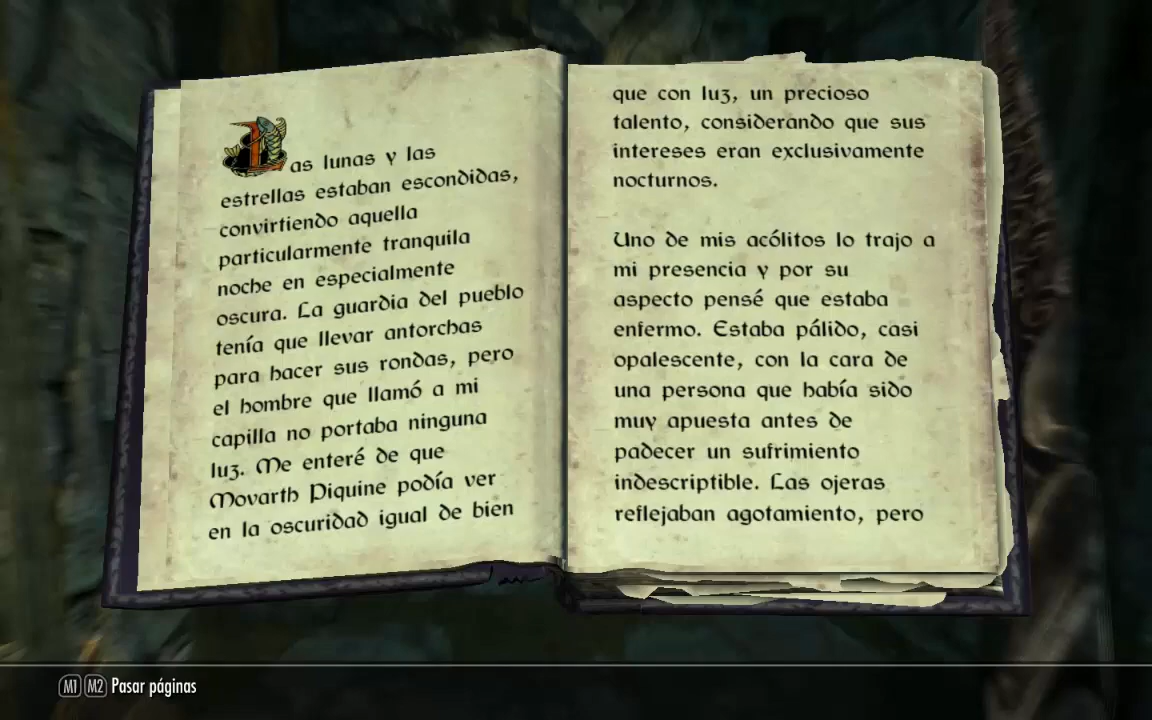 Las lunas y las
estrellas estaban escondidas,
convirtiendo aquella
particularmente tranquila
noche en especialmente
oscura. La guardia del pueblo
tenía que llevar antorchas
para hacer sus rondas, pero
el hombre que llamó a mi
capilla no portaba ninguna
luz. Me enteré de que
Movarth Piquine podía ver
en la oscuridad igual de bien
que con luz, un precioso
talento, considerando que sus
intereses eran exclusivamente
nocturnos.
Uno de mis acólitos lo trajo a
mi presencia y por su
aspecto pensé que estaba
enfermo. Estaba pálido, casi
opalescente, con la cara de
una persona que había sido
muy apuesta antes de
padecer un sufrimiento
indescriptible. Las ojeras
reflejaban agotamiento, pero
M1 M2 Pasar páginas